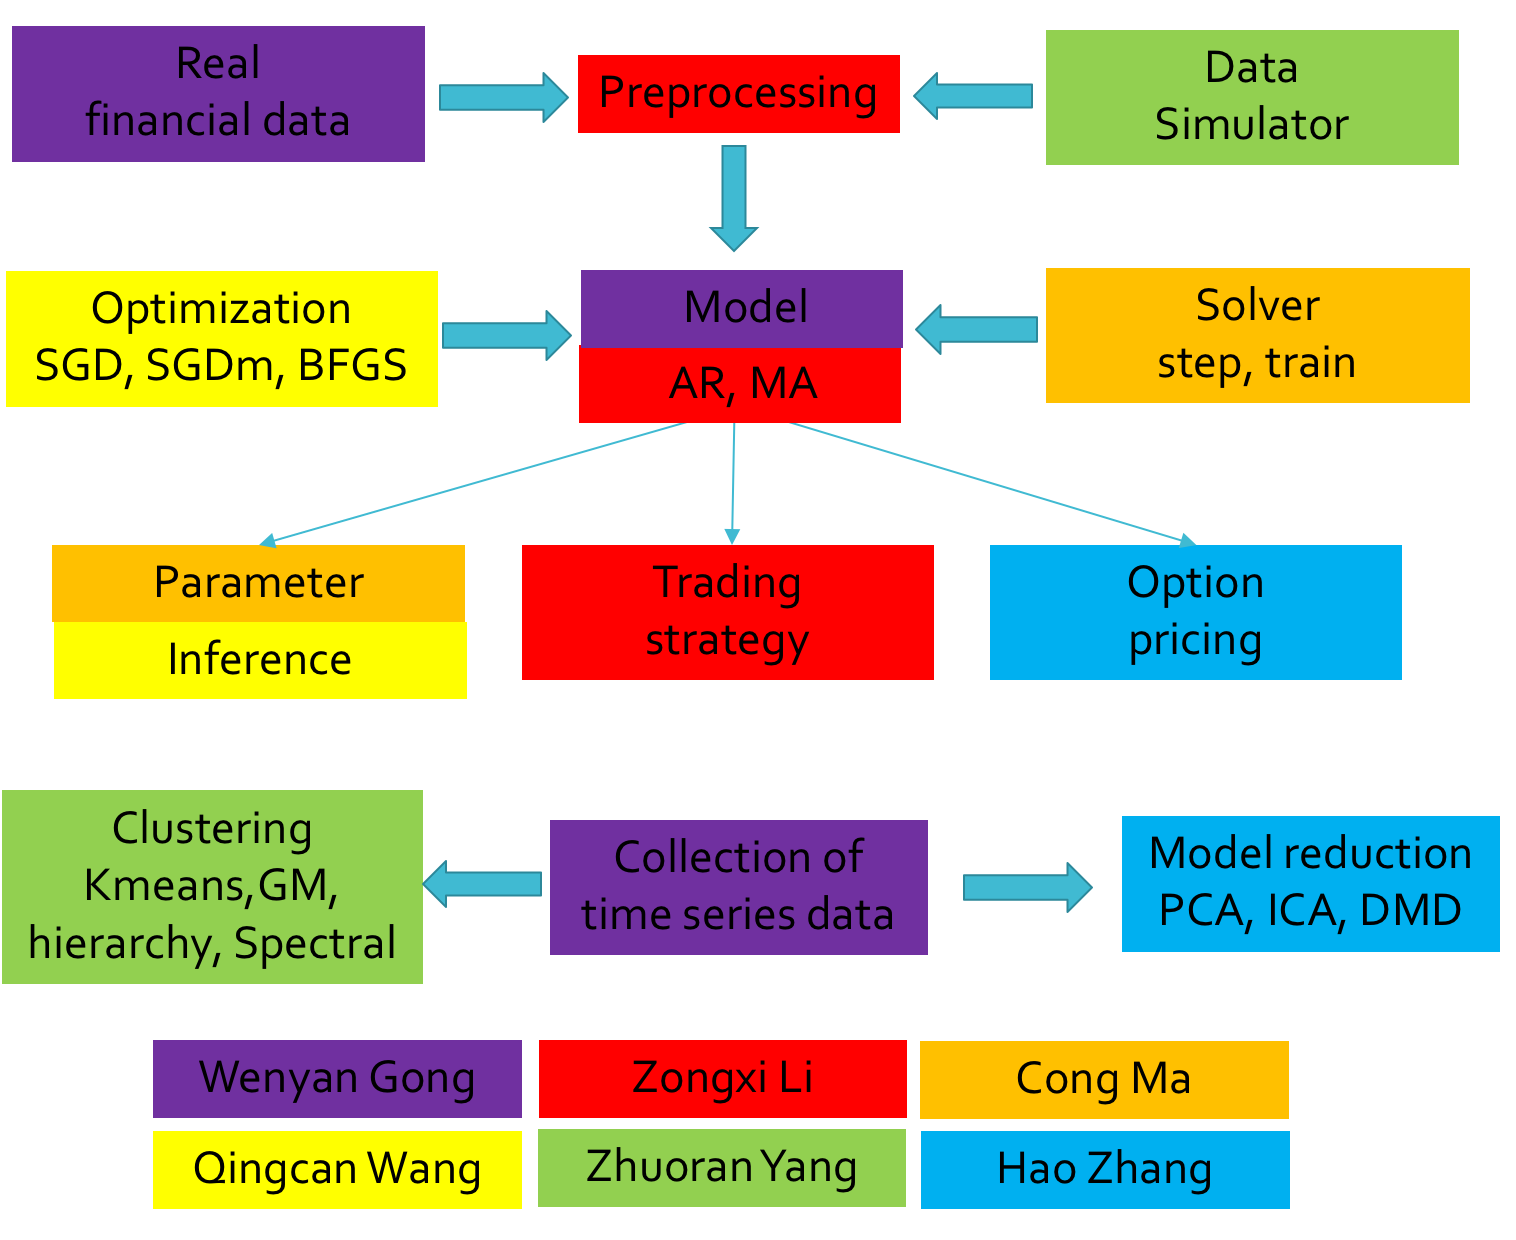 Real
financial data
Preprocessing
Data
Simulator
Optimization
SGD, SGDm, BFGS
Model
AR, MA
Solver
step, train
Parameter
Inference
Trading
strategy
Option
pricing
Clustering
Kmeans,GM,
hierarchy, Spectral
Collection of
time series data
Model reduction
PCA, ICA, DMD
Wenyan Gong
Zongxi Li
Cong Ma
Qingcan Wang
Zhuoran Yang
Hao Zhang